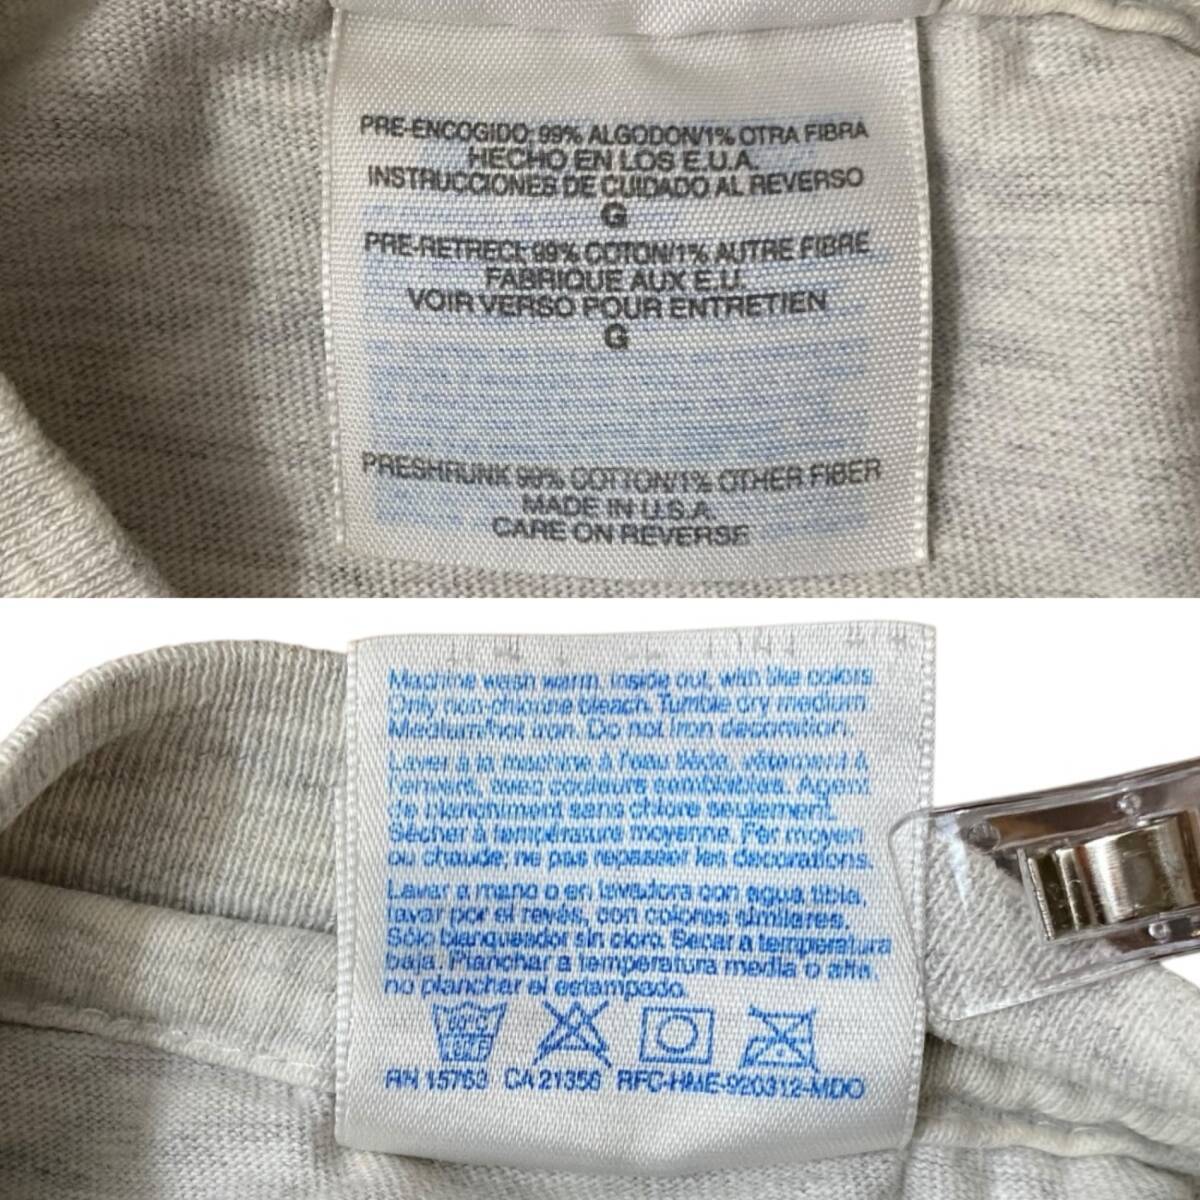 PRE-ENCOGIDO; 99% ALGODON/1% OTRA FIBRA
HECHO EN LOS E.U.A.
INSTRUCCIONES DE CUIDADO AL REVERSO
G
PRE-RETRECI; 99% COTON/1% AUTRE FIBRE
FABRIQUE AUX E.U.
VOIR VERSO POUR ENTRETIEN
G
PRESHRUNK 99% COTTON/1% OTHER FIBER
MADE IN U.S.A.
CARE ON REVERSE
Machine wash warm, inside out, with like colors
Only non-chlorine bleach. Tumble dry medium
Medium/hot iron. Do not iron decoration.
Laver à la machine à l'eau tiède, vêtement à
l'envers, avec couleurs semblables. Agent
de blanchiment sans chlore seulement.
Sécher à température moyenne. Fer moyen
ou chaude; ne pas repasser les decorations.
Lavar a mano o en lavadora con agua tibia,
lavar por el revés, con colores similares.
Sólo blanqueador sin cloro. Secar a temperatura
baja. Planchar a temperatura media o alta,
no planchar el estampado.
RN 15763 CA 21356 RFC-HME-920312-MDO